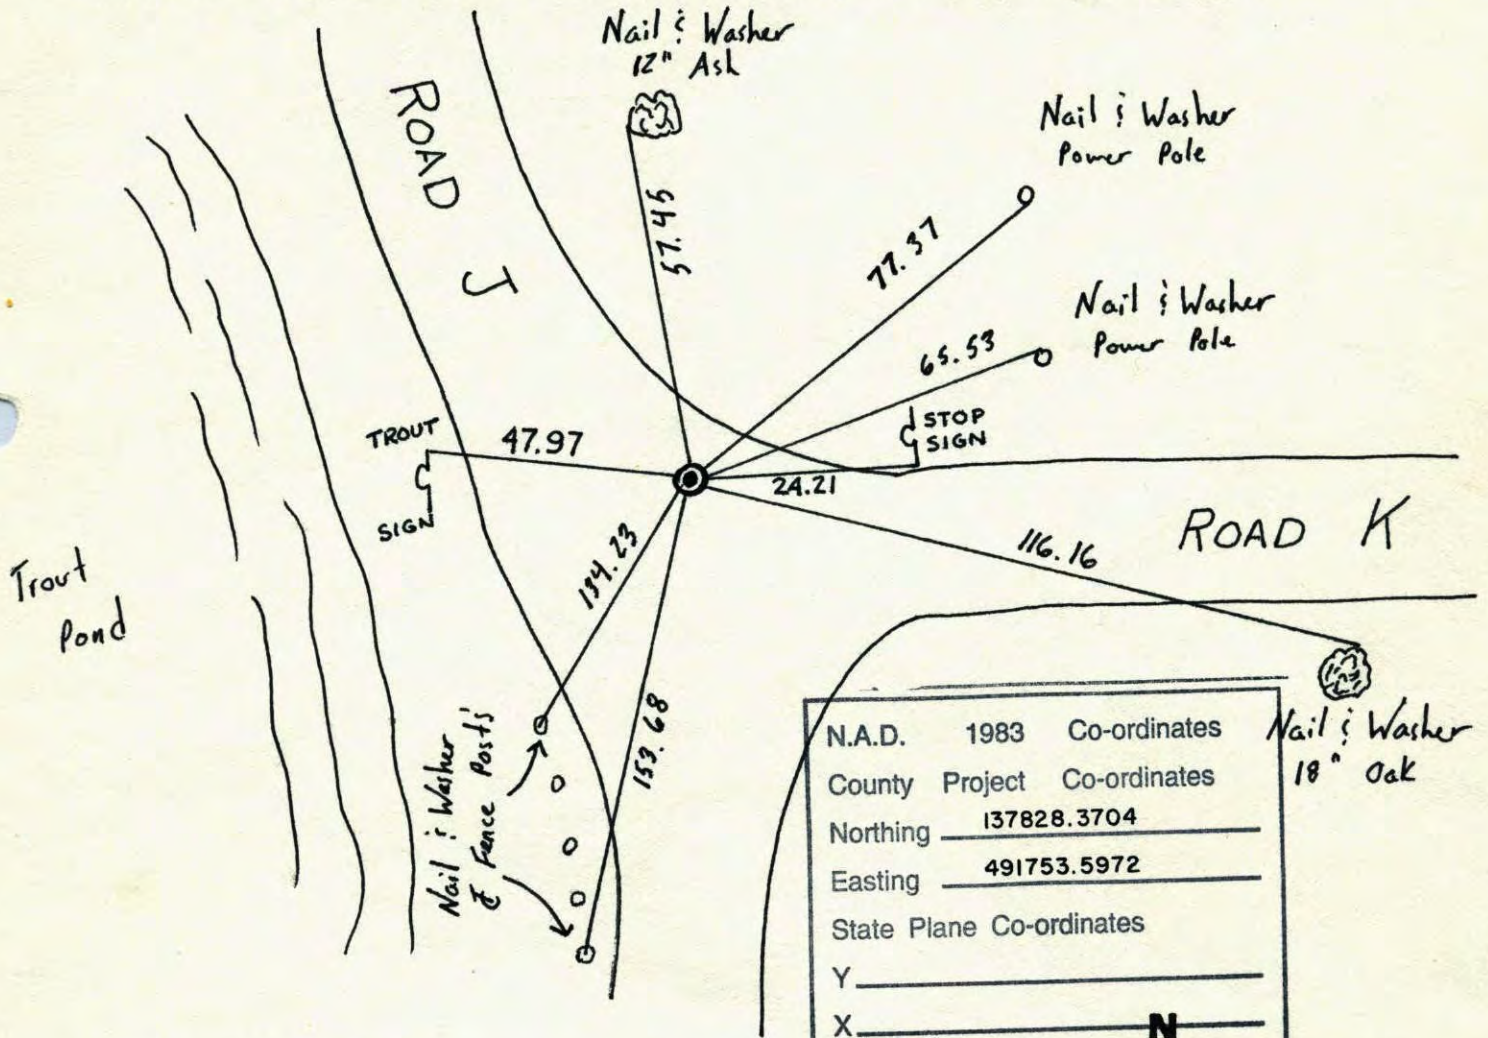 Nail & Washer
12" Ash
ROAD J
Nail & Washer
Power Pole
57.45
77.37
Nail & Washer
Power Pole
65.53
STOP
SIGN
TROUT
SIGN
47.97
24.21
116.16
ROAD K
Trout
Pond
134.23
153.68
Nail & Washer
℄ Fence Posts
Nail & Washer
18" Oak
N.A.D. 1983 Co-ordinates
County Project Co-ordinates
Northing 137828.3704
Easting 491753.5972
State Plane Co-ordinates
Y
X
N